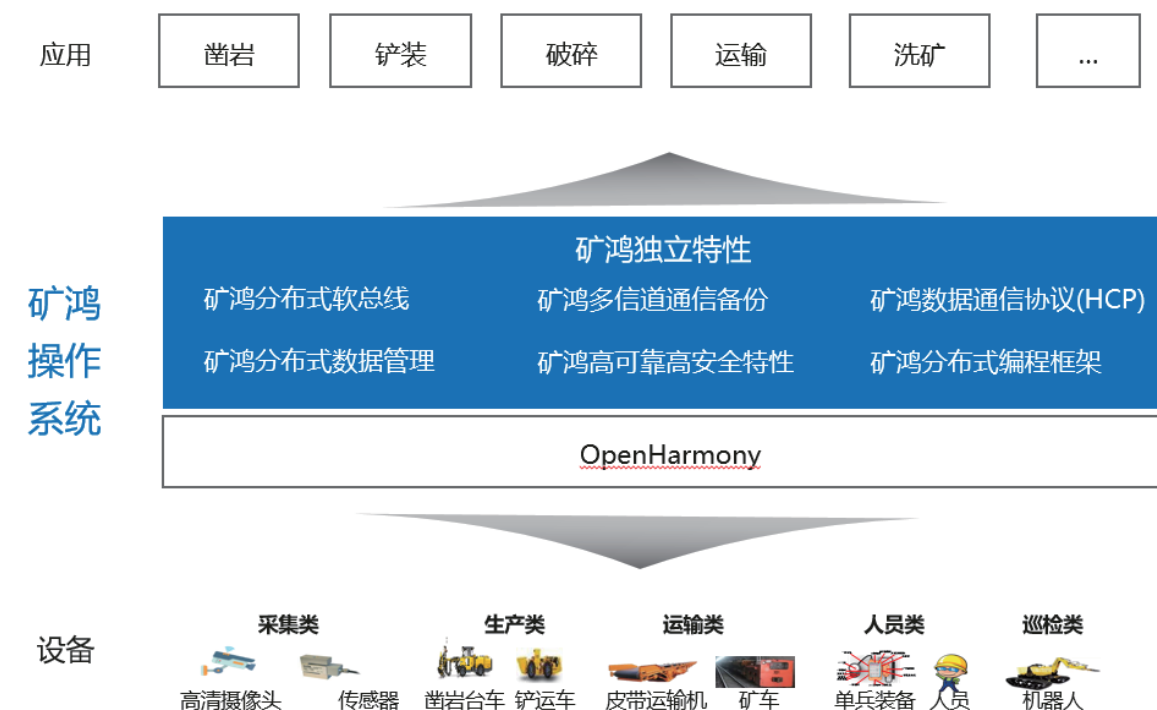 应用 凿岩 铲装 破碎 运输 洗矿 ...
矿鸿独立特性
矿鸿分布式软总线 矿鸿多信道通信备份 矿鸿数据通信协议(HCP)
矿鸿分布式数据管理 矿鸿高可靠高安全特性 矿鸿分布式编程框架
矿鸿
操作
系统
OpenHarmony
设备
采集类 生产类 运输类 人员类 巡检类
高清摄像头 传感器 凿岩台车 铲运车 皮带运输机 矿车 单兵装备 人员 机器人